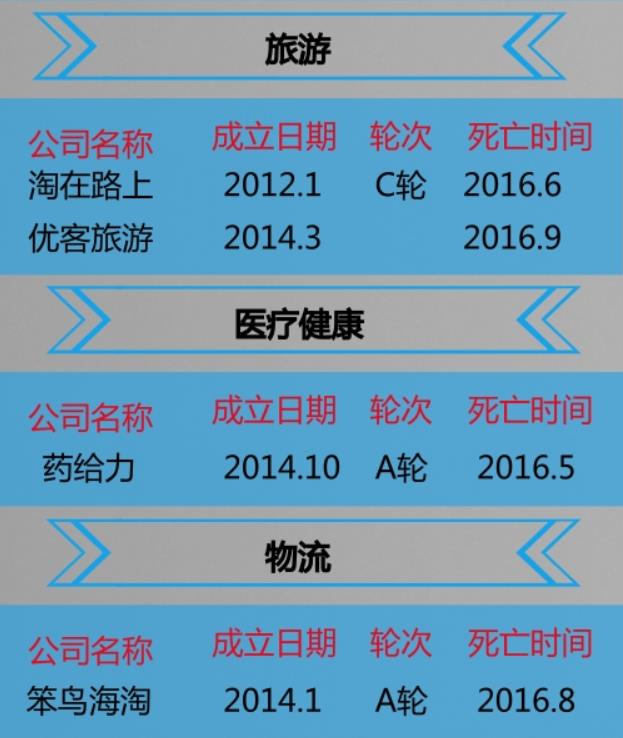 旅游
公司名称 成立日期 轮次 死亡时间
淘在路上 2012.1 C轮 2016.6
优客旅游 2014.3 2016.9
医疗健康
公司名称 成立日期 轮次 死亡时间
药给力 2014.10 A轮 2016.5
物流
公司名称 成立日期 轮次 死亡时间
笨鸟海淘 2014.1 A轮 2016.8